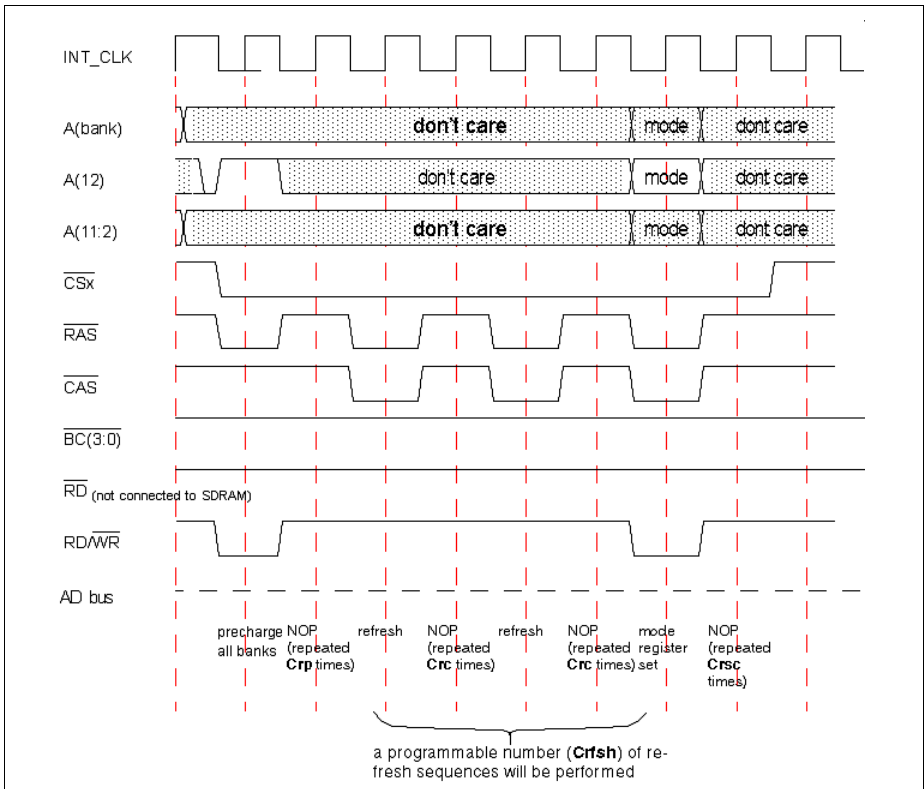 INT_CLK
A(bank) don't care mode dont care
A(12) don't care mode dont care
A(11:2) don't care mode dont care
CSx
RAS
CAS
BC(3:0)
RD (not connected to SDRAM)
RD/WR
AD bus
precharge all banks
NOP (repeated Crp times)
refresh
NOP (repeated Crc times)
refresh
NOP (repeated Crc times)
mode register set
NOP (repeated Crsc times)
a programmable number (Crfsh) of re-
fresh sequences will be performed